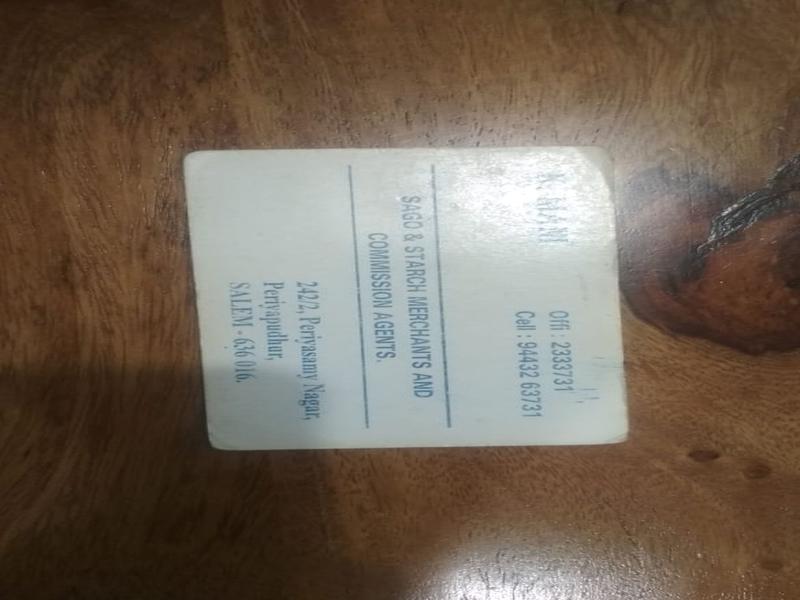 Offi : 2333731
Cell : 94432 63731
K. MANI
SAGO & STARCH MERCHANTS AND
COMMISSION AGENTS.
242/2, Periyasamy Nagar,
Periyapudhur,
SALEM - 636 016.